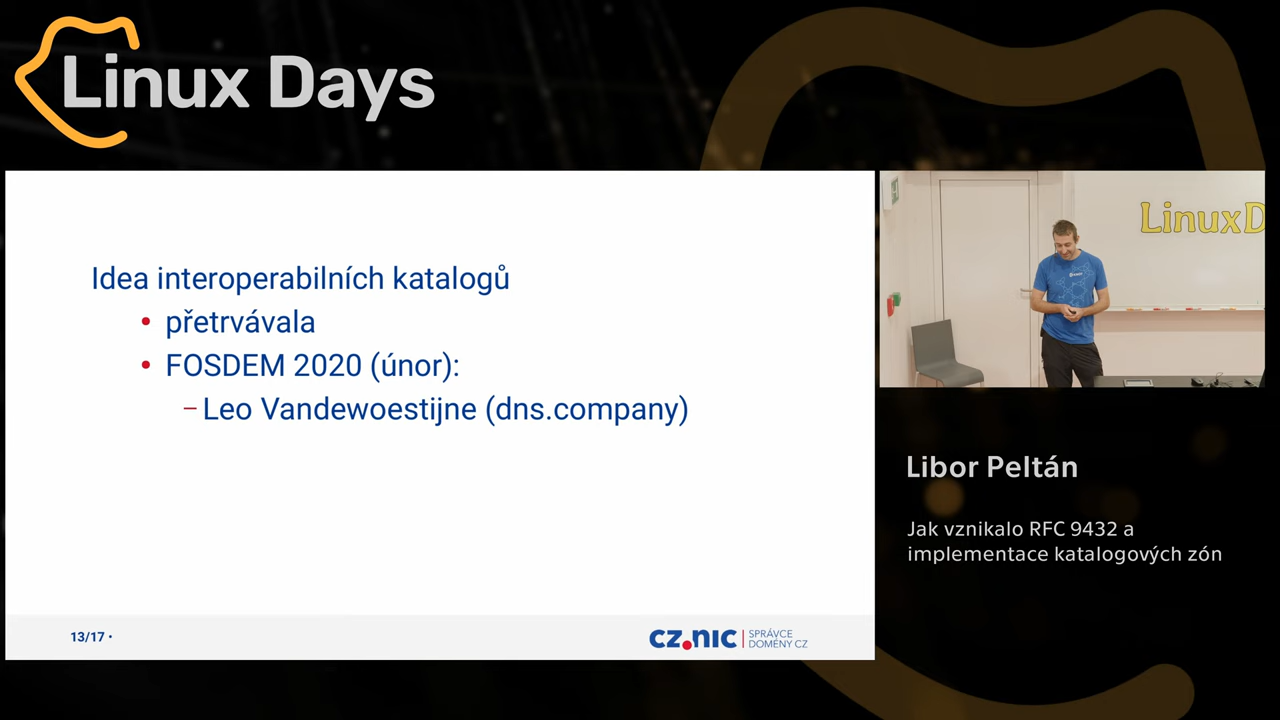 Linux Days
Idea interoperabilních katalogů
• přetrvávala
• FOSDEM 2020 (únor):
– Leo Vandewoestijne (dns.company)
13/17 •
cz.nic | SPRÁVCE
DOMÉNY CZ
LinuxD
Libor Peltán
Jak vznikalo RFC 9432 a
implementace katalogových zón